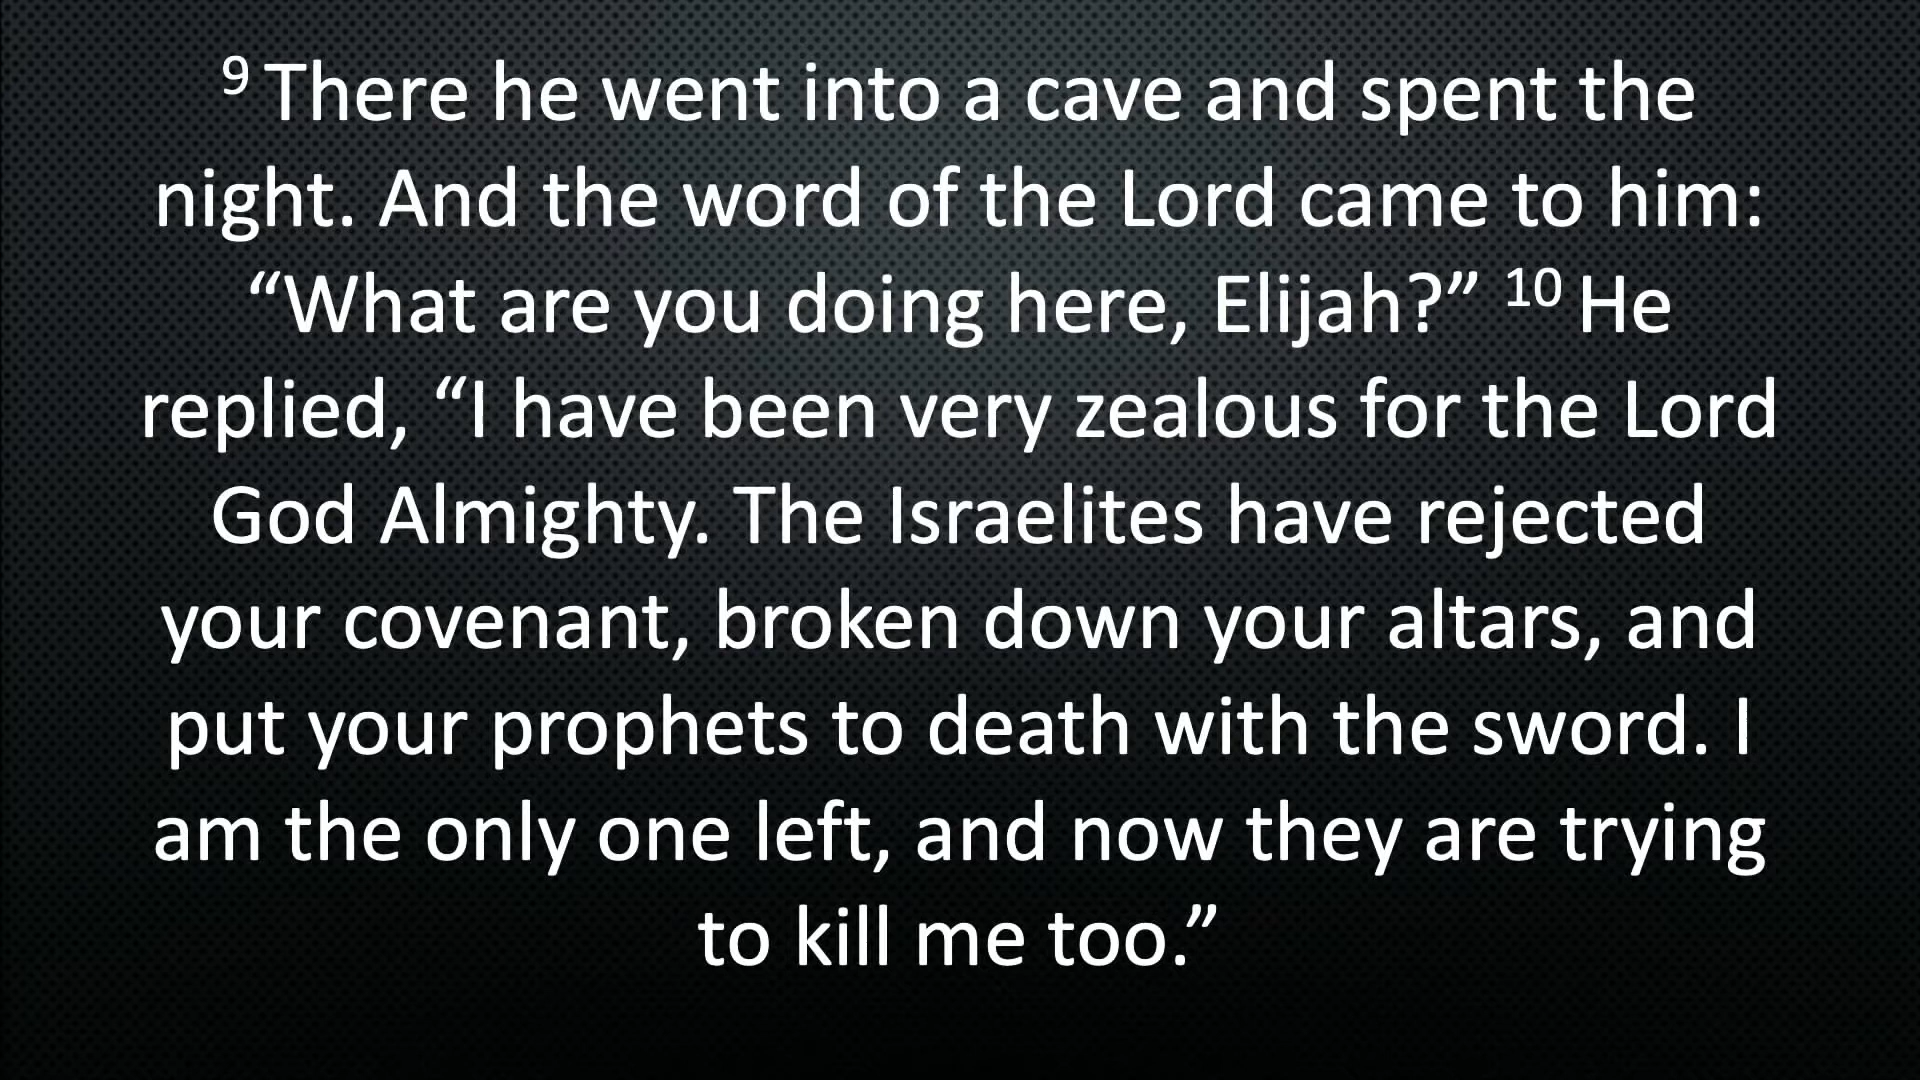 9 There he went into a cave and spent the
night. And the word of the Lord came to him:
“What are you doing here, Elijah?” 10 He
replied, “I have been very zealous for the Lord
God Almighty. The Israelites have rejected
your covenant, broken down your altars, and
put your prophets to death with the sword. I
am the only one left, and now they are trying
to kill me too.”